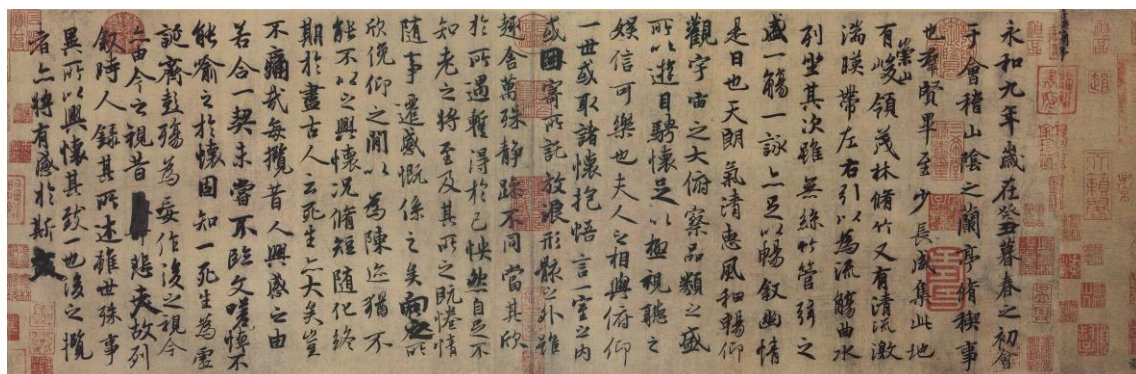 永和九年歲在癸丑暮春之初會
于會稽山陰之蘭亭脩稧事
也羣賢畢至少長咸集此地
有崇山峻領茂林脩竹又有清流激
湍暎帶左右引以為流觴曲水
列坐其次雖無絲竹管弦之
盛一觴一詠亦足以暢叙幽情
是日也天朗氣清惠風和暢仰
觀宇宙之大俯察品類之盛
所以遊目騁懷足以極視聽之
娛信可樂也夫人之相與俯仰
一世或取諸懷抱悟言一室之內
或因寄所託放浪形骸之外雖
趣舍萬殊靜躁不同當其欣
於所遇暫得於己怏然自足不
知老之將至及其所之既惓情
隨事遷感慨係之矣向之所
欣俛仰之閒以為陳迹猶不
能不以之興懷況脩短隨化終
期於盡古人云死生亦大矣豈
不痛哉每攬昔人興感之由
若合一契未嘗不臨文嗟悼不
能喻之於懷固知一死生為虛
誕齊彭殤為妄作後之視今
亦由今之視昔悲夫故列
叙時人錄其所述雖世殊事
異所以興懷其致一也後之攬
者亦將有感於斯文